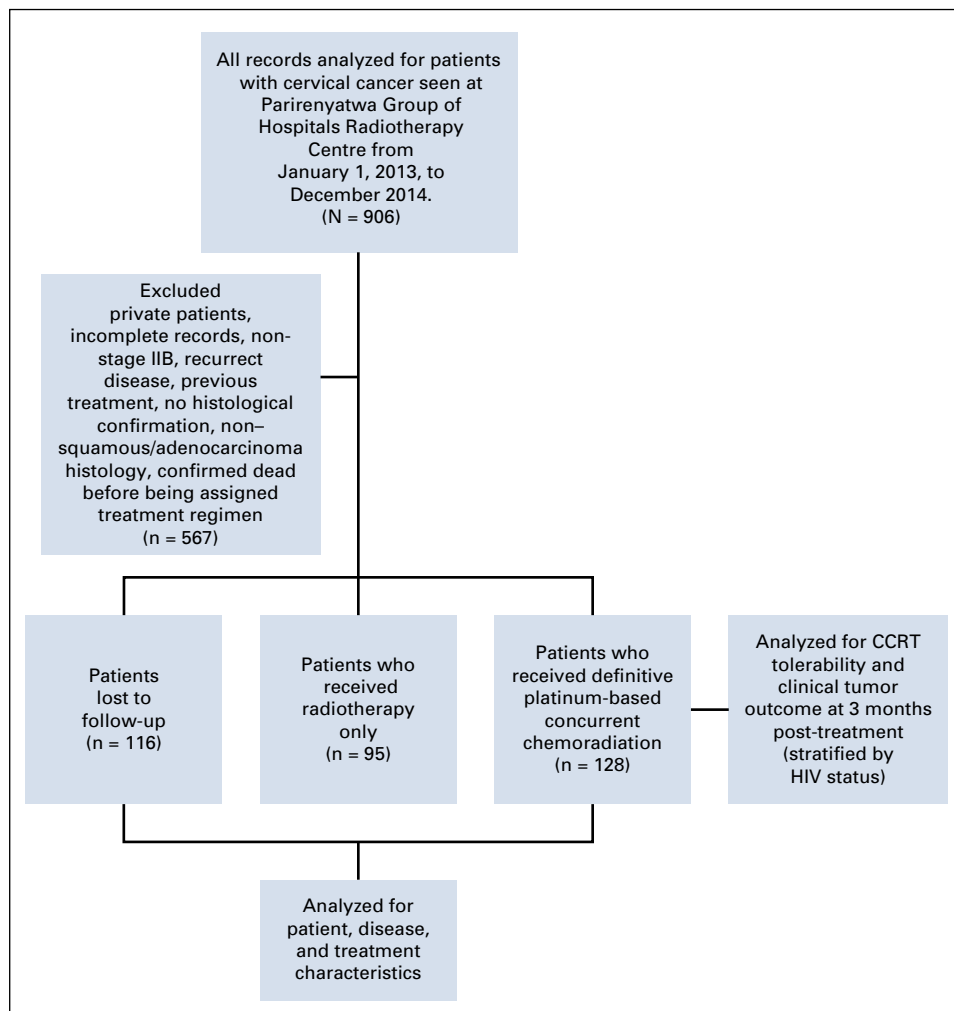 All records analyzed for patients
with cervical cancer seen at
Parirenyatwa Group of
Hospitals Radiotherapy
Centre from
January 1, 2013, to
December 2014.
(N = 906)
Excluded
private patients,
incomplete records, non-
stage IIB, recurrect
disease, previous
treatment, no histological
confirmation, non–
squamous/adenocarcinoma
histology, confirmed dead
before being assigned
treatment regimen
(n = 567)
Patients
lost to
follow-up
(n = 116)
Patients who
received
radiotherapy
only
(n = 95)
Patients who
received definitive
platinum-based
concurrent
chemoradiation
(n = 128)
Analyzed for CCRT
tolerability and
clinical tumor
outcome at 3 months
post-treatment
(stratified by
HIV status)
Analyzed for
patient, disease,
and treatment
characteristics